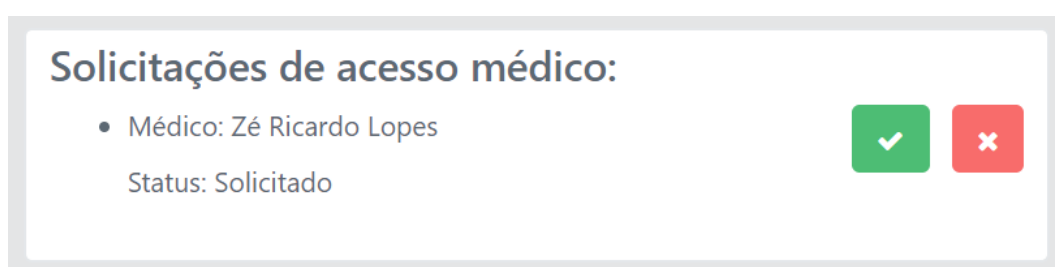 Solicitações de acesso médico:
Médico: Zé Ricardo Lopes
Status: Solicitado